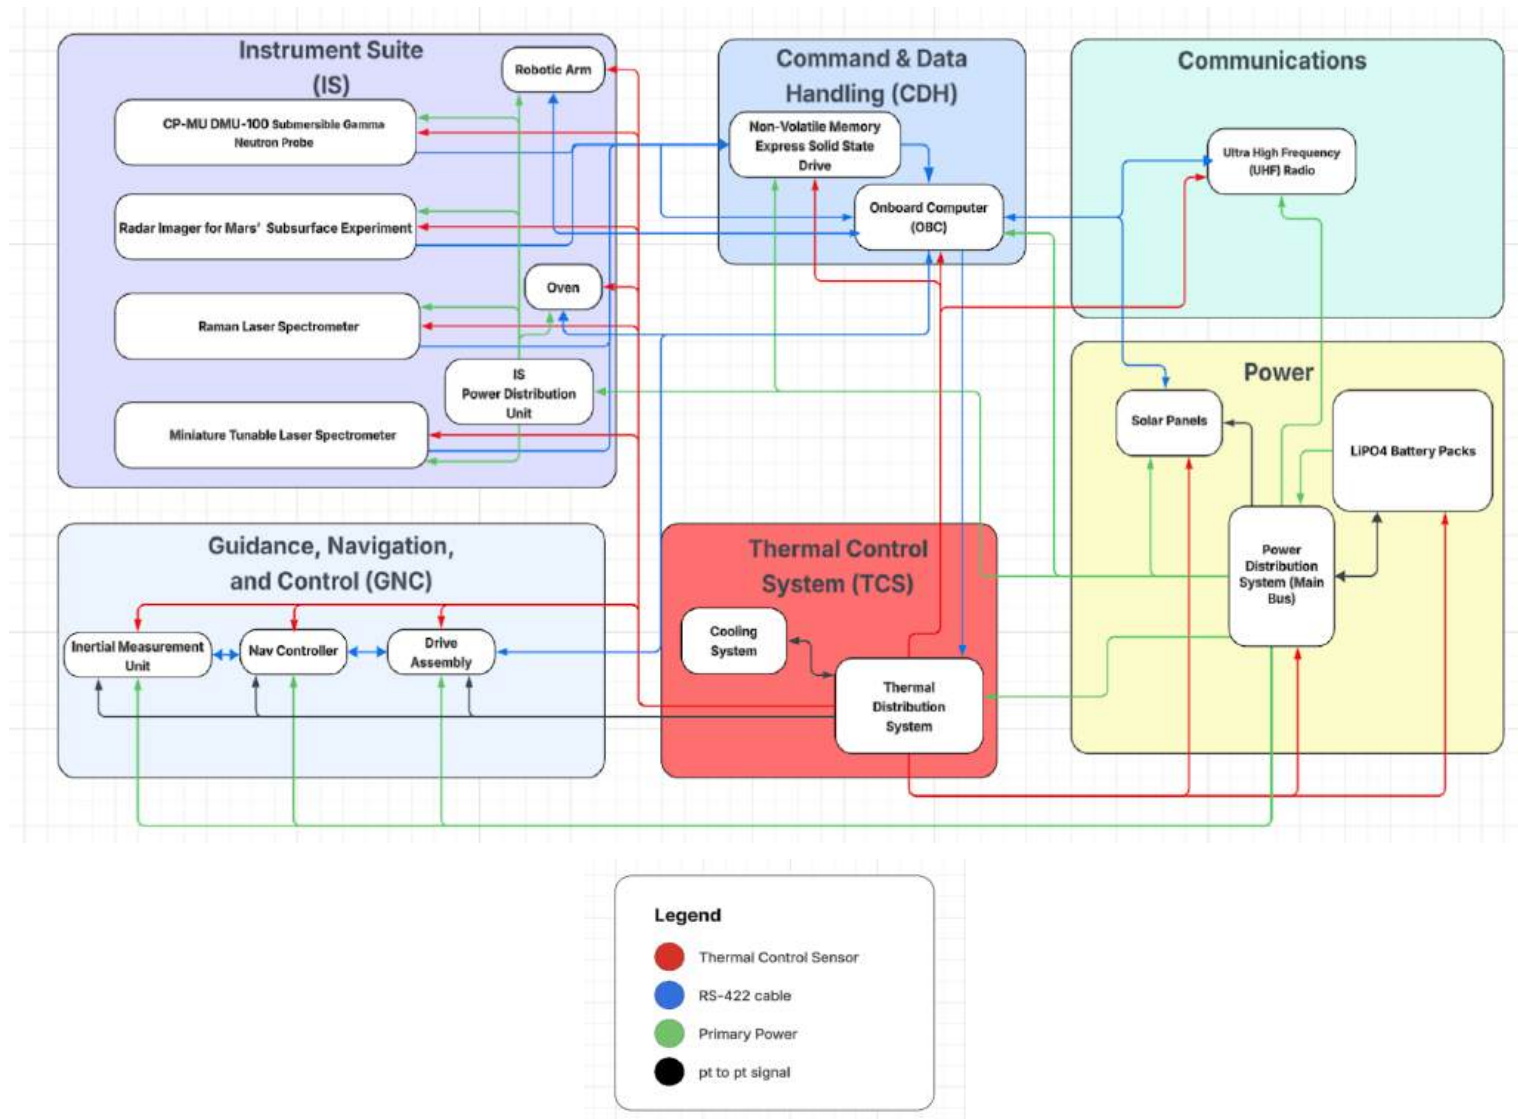 Instrument Suite
(IS)
Robotic Arm
CP-MU DMU-100 Submersible Gamma
Neutron Probe
Radar Imager for Mars' Subsurface Experiment
Oven
Raman Laser Spectrometer
IS
Power Distribution
Unit
Miniature Tunable Laser Spectrometer
Command & Data
Handling (CDH)
Non-Volatile Memory
Express Solid State
Drive
Onboard Computer
(OBC)
Communications
Ultra High Frequency
(UHF) Radio
Power
Solar Panels
LiPO4 Battery Packs
Power
Distribution
System (Main
Bus)
Guidance, Navigation,
and Control (GNC)
Inertial Measurement
Unit
Nav Controller
Drive
Assembly
Thermal Control
System (TCS)
Cooling
System
Thermal
Distribution
System
Legend
Thermal Control Sensor
RS-422 cable
Primary Power
pt to pt signal